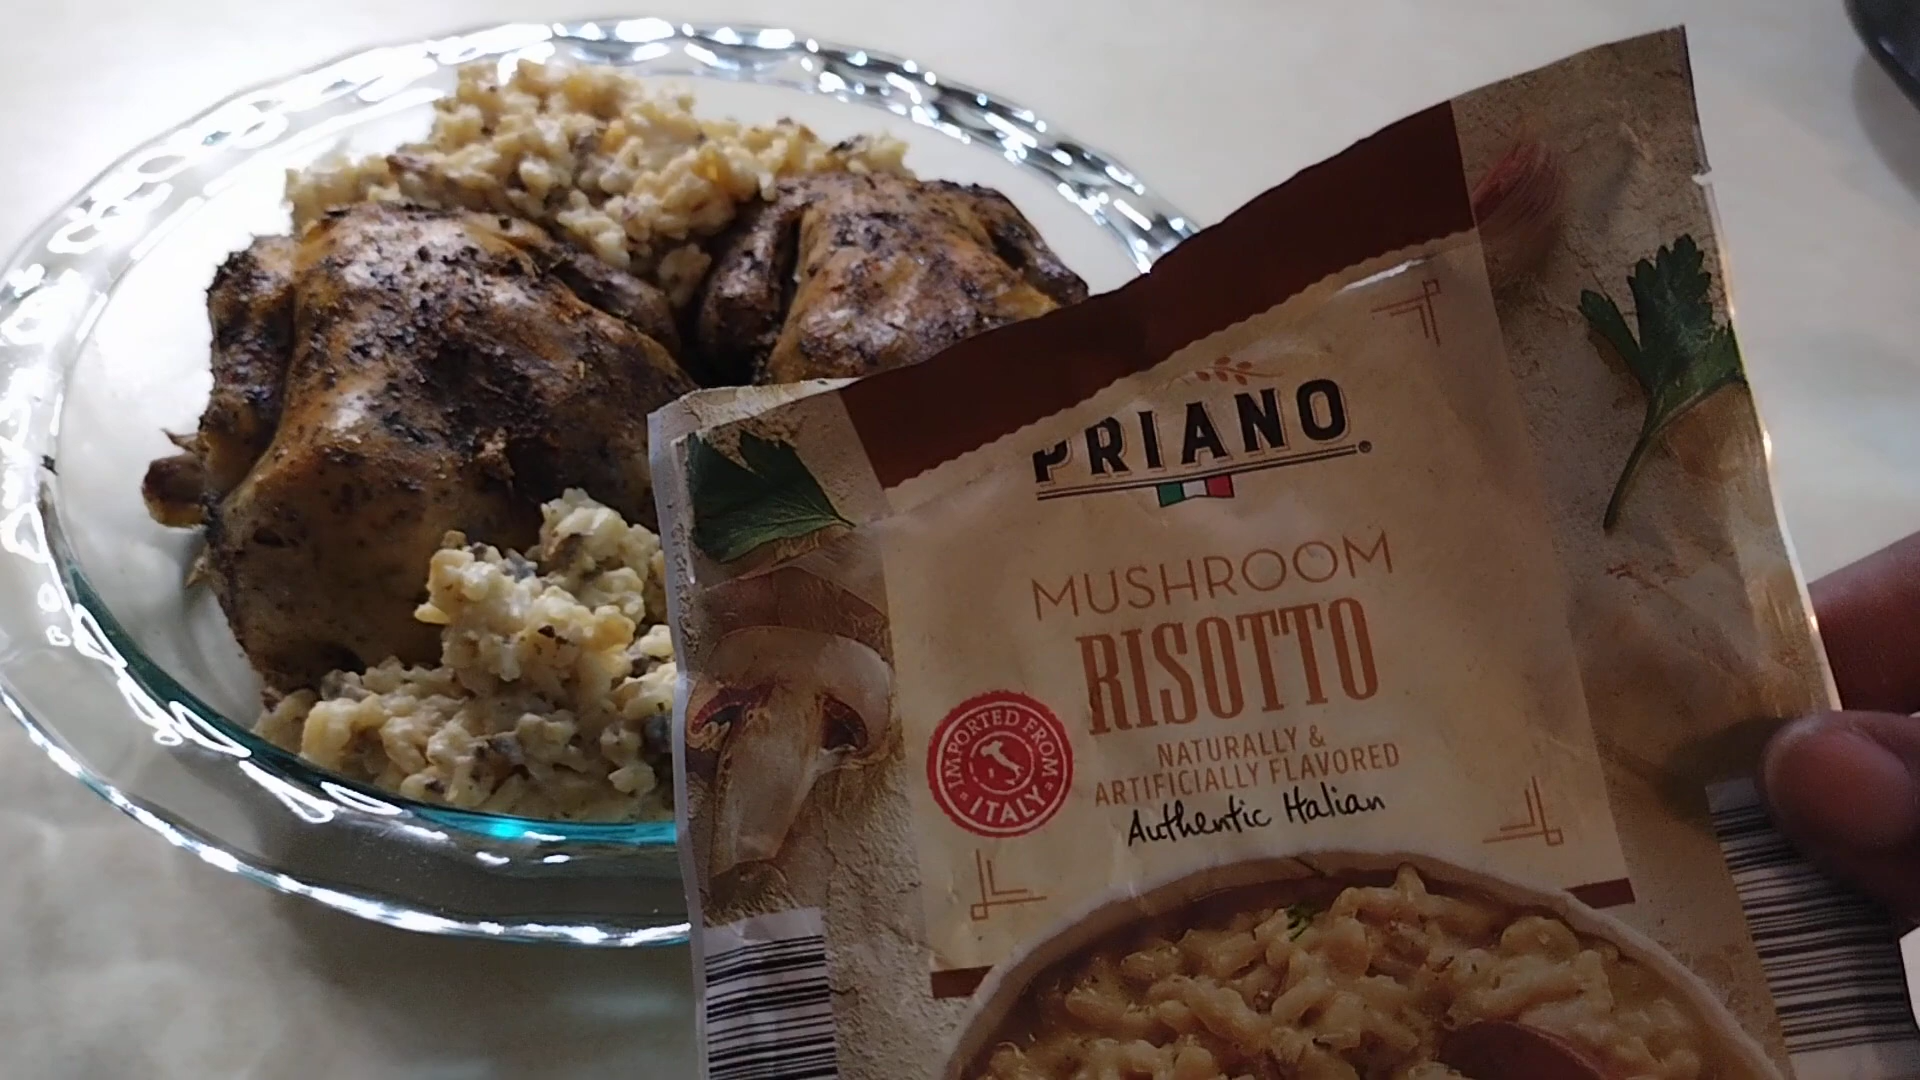 PRIANO
MUSHROOM
RISOTTO
NATURALLY &
ARTIFICIALLY FLAVORED
Authentic Italian
IMPORTED FROM
ITALY